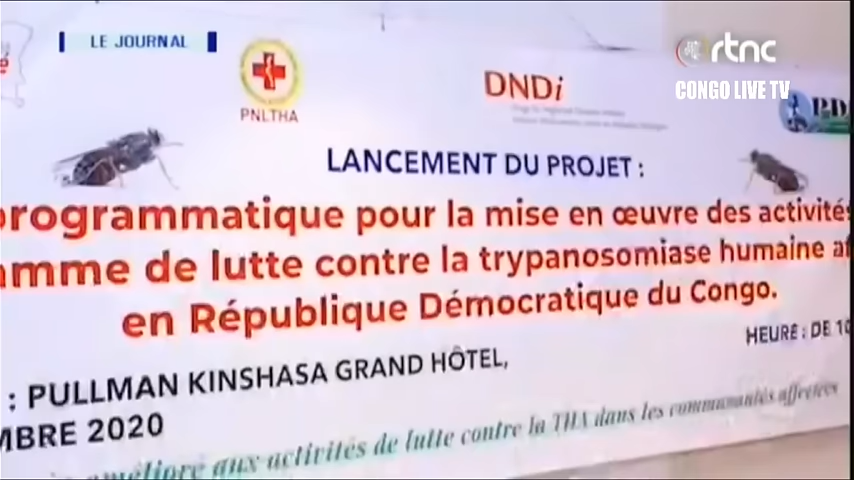 LE JOURNAL
rtnc
CONGO LIVE TV
PNLTHA
DNDi
LANCEMENT DU PROJET :
programmatique pour la mise en œuvre des activités
amme de lutte contre la trypanosomiase humaine af
en République Démocratique du Congo.
HEURE : DE 10
: PULLMAN KINSHASA GRAND HÔTEL,
MBRE 2020
amélioré aux activités de lutte contre la THA dans les communautés affectées